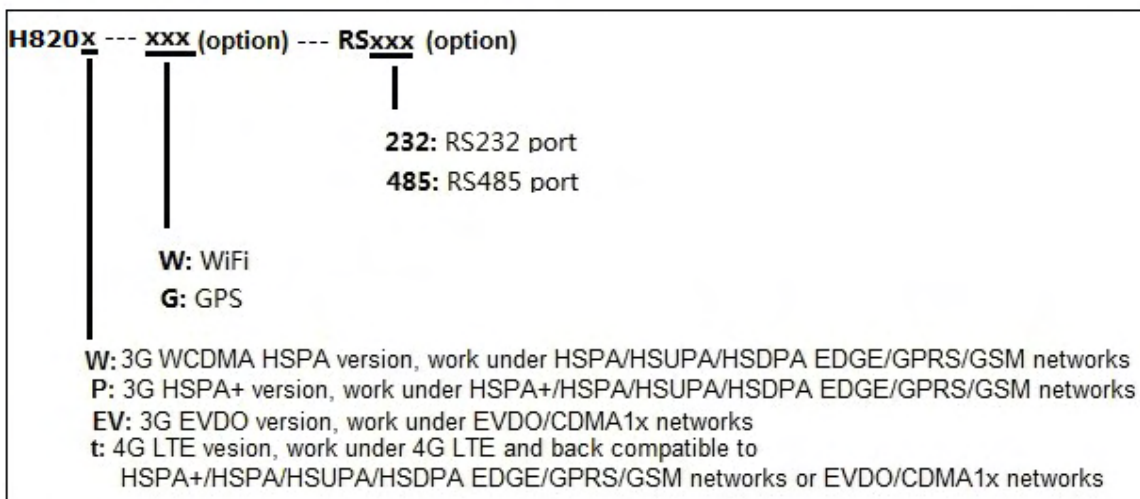 H820x --- xxx (option) --- RSxxx (option)
232: RS232 port
485: RS485 port
W: WiFi
G: GPS
W: 3G WCDMA HSPA version, work under HSPA/HSUPA/HSDPA EDGE/GPRS/GSM networks
P: 3G HSPA+ version, work under HSPA+/HSPA/HSUPA/HSDPA EDGE/GPRS/GSM networks
EV: 3G EVDO version, work under EVDO/CDMA1x networks
t: 4G LTE vesion, work under 4G LTE and back compatible to
HSPA+/HSPA/HSUPA/HSDPA EDGE/GPRS/GSM networks or EVDO/CDMA1x networks